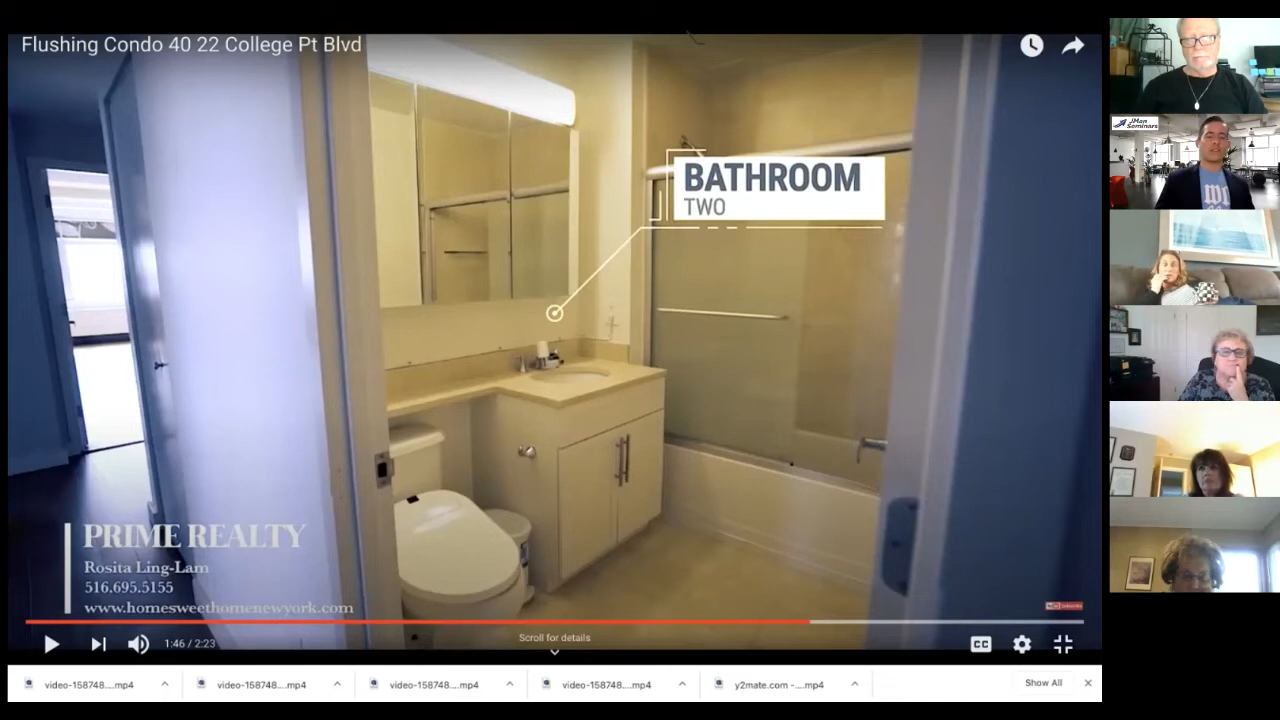 Flushing Condo 40 22 College Pt Blvd
BATHROOM
TWO
PRIME REALTY
Rosita Ling-Lam
516.695.5155
www.homesweethomenewyork.com
1:46 / 2:23
Scroll for details
CC
video-158748....mp4
video-158748....mp4
video-158748....mp4
video-158748....mp4
y2mate.com -....mp4
Show All
JMan
Seminars